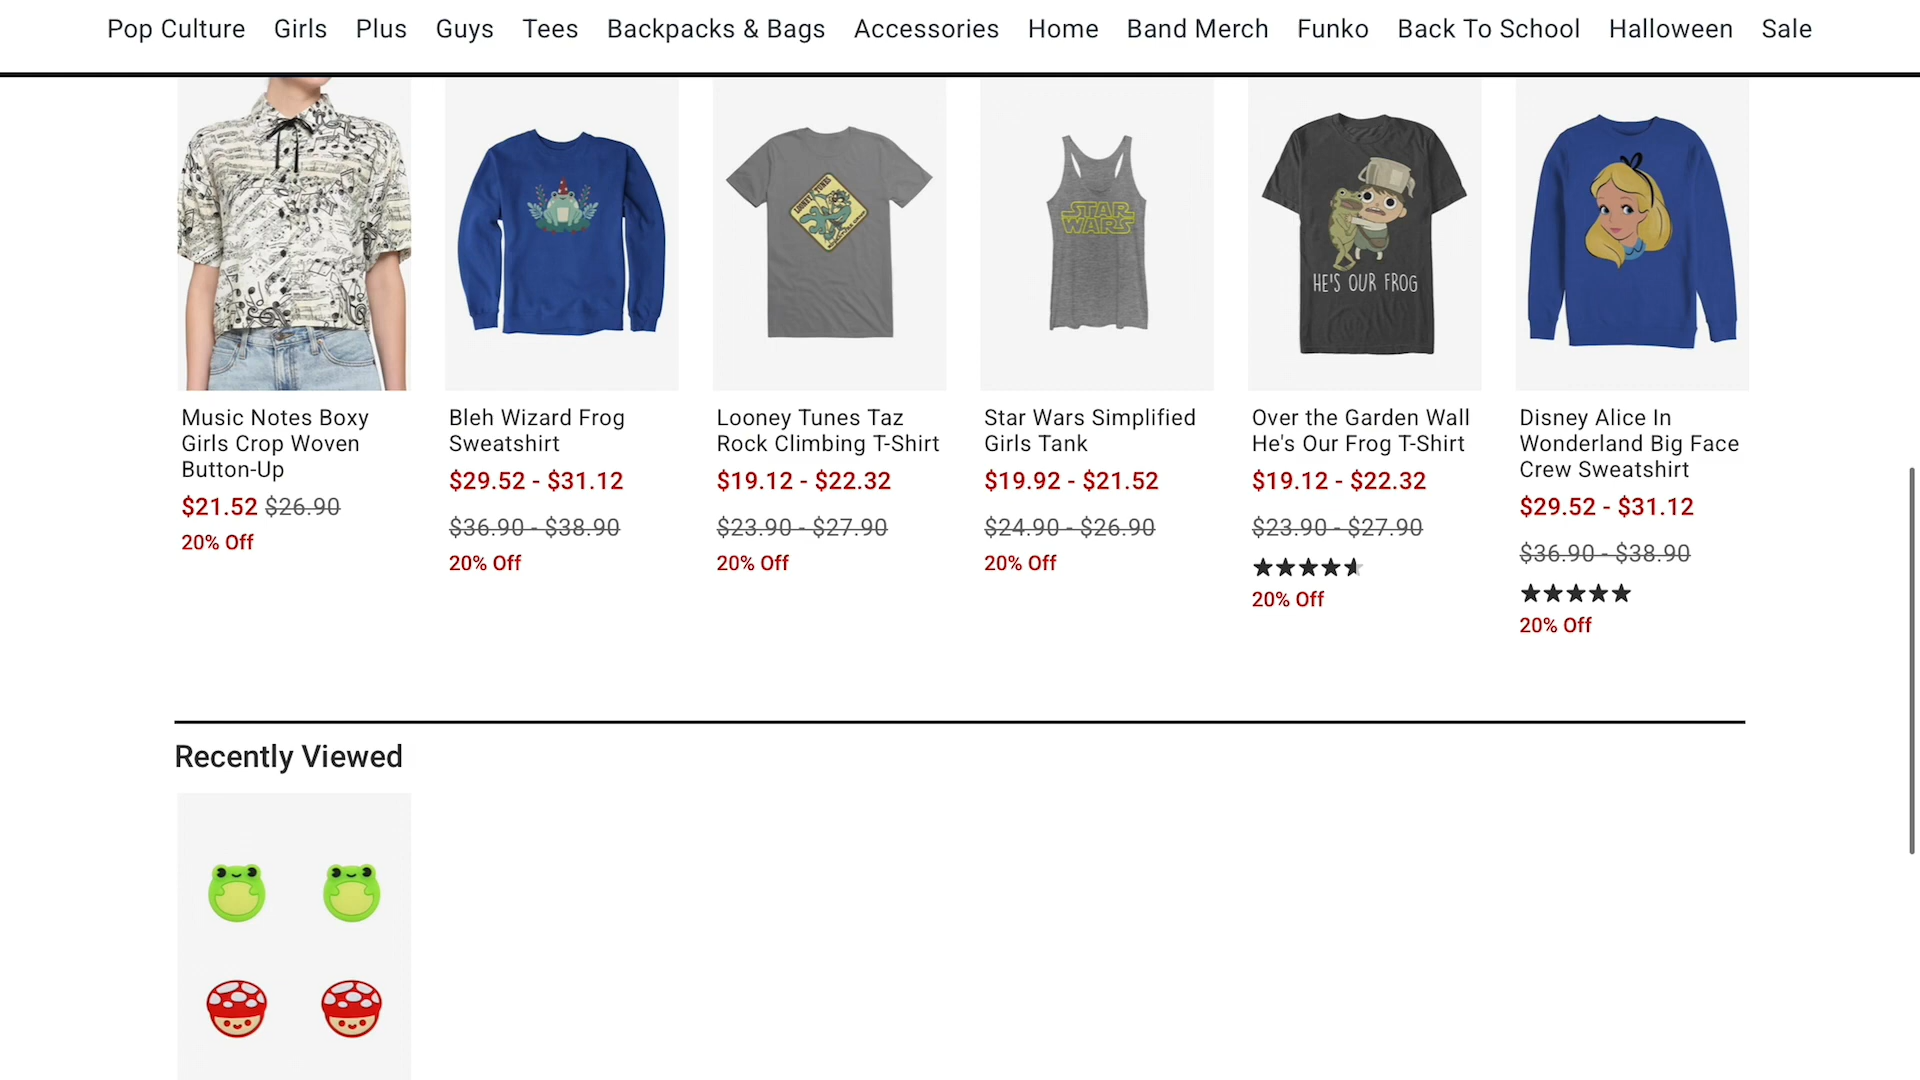 Pop Culture Girls Plus Guys Tees Backpacks & Bags Accessories Home Band Merch Funko Back To School Halloween Sale
LOONEY TUNES
STAR
WARS
HE'S OUR FROG
Music Notes Boxy
Girls Crop Woven
Button-Up
$21.52 $26.90
20% Off
Bleh Wizard Frog
Sweatshirt
$29.52 - $31.12
$36.90 - $38.90
20% Off
Looney Tunes Taz
Rock Climbing T-Shirt
$19.12 - $22.32
$23.90 - $27.90
20% Off
Star Wars Simplified
Girls Tank
$19.92 - $21.52
$24.90 - $26.90
20% Off
Over the Garden Wall
He's Our Frog T-Shirt
$19.12 - $22.32
$23.90 - $27.90
20% Off
Disney Alice In
Wonderland Big Face
Crew Sweatshirt
$29.52 - $31.12
$36.90 - $38.90
20% Off
Recently Viewed